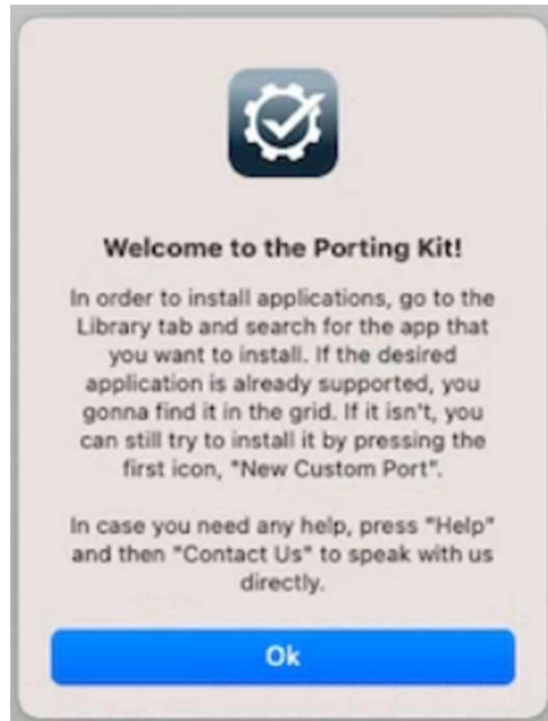 Welcome to the Porting Kit!
In order to install applications, go to the
Library tab and search for the app that
you want to install. If the desired
application is already supported, you
gonna find it in the grid. If it isn't, you
can still try to install it by pressing the
first icon, "New Custom Port".
In case you need any help, press "Help"
and then "Contact Us" to speak with us
directly.
Ok